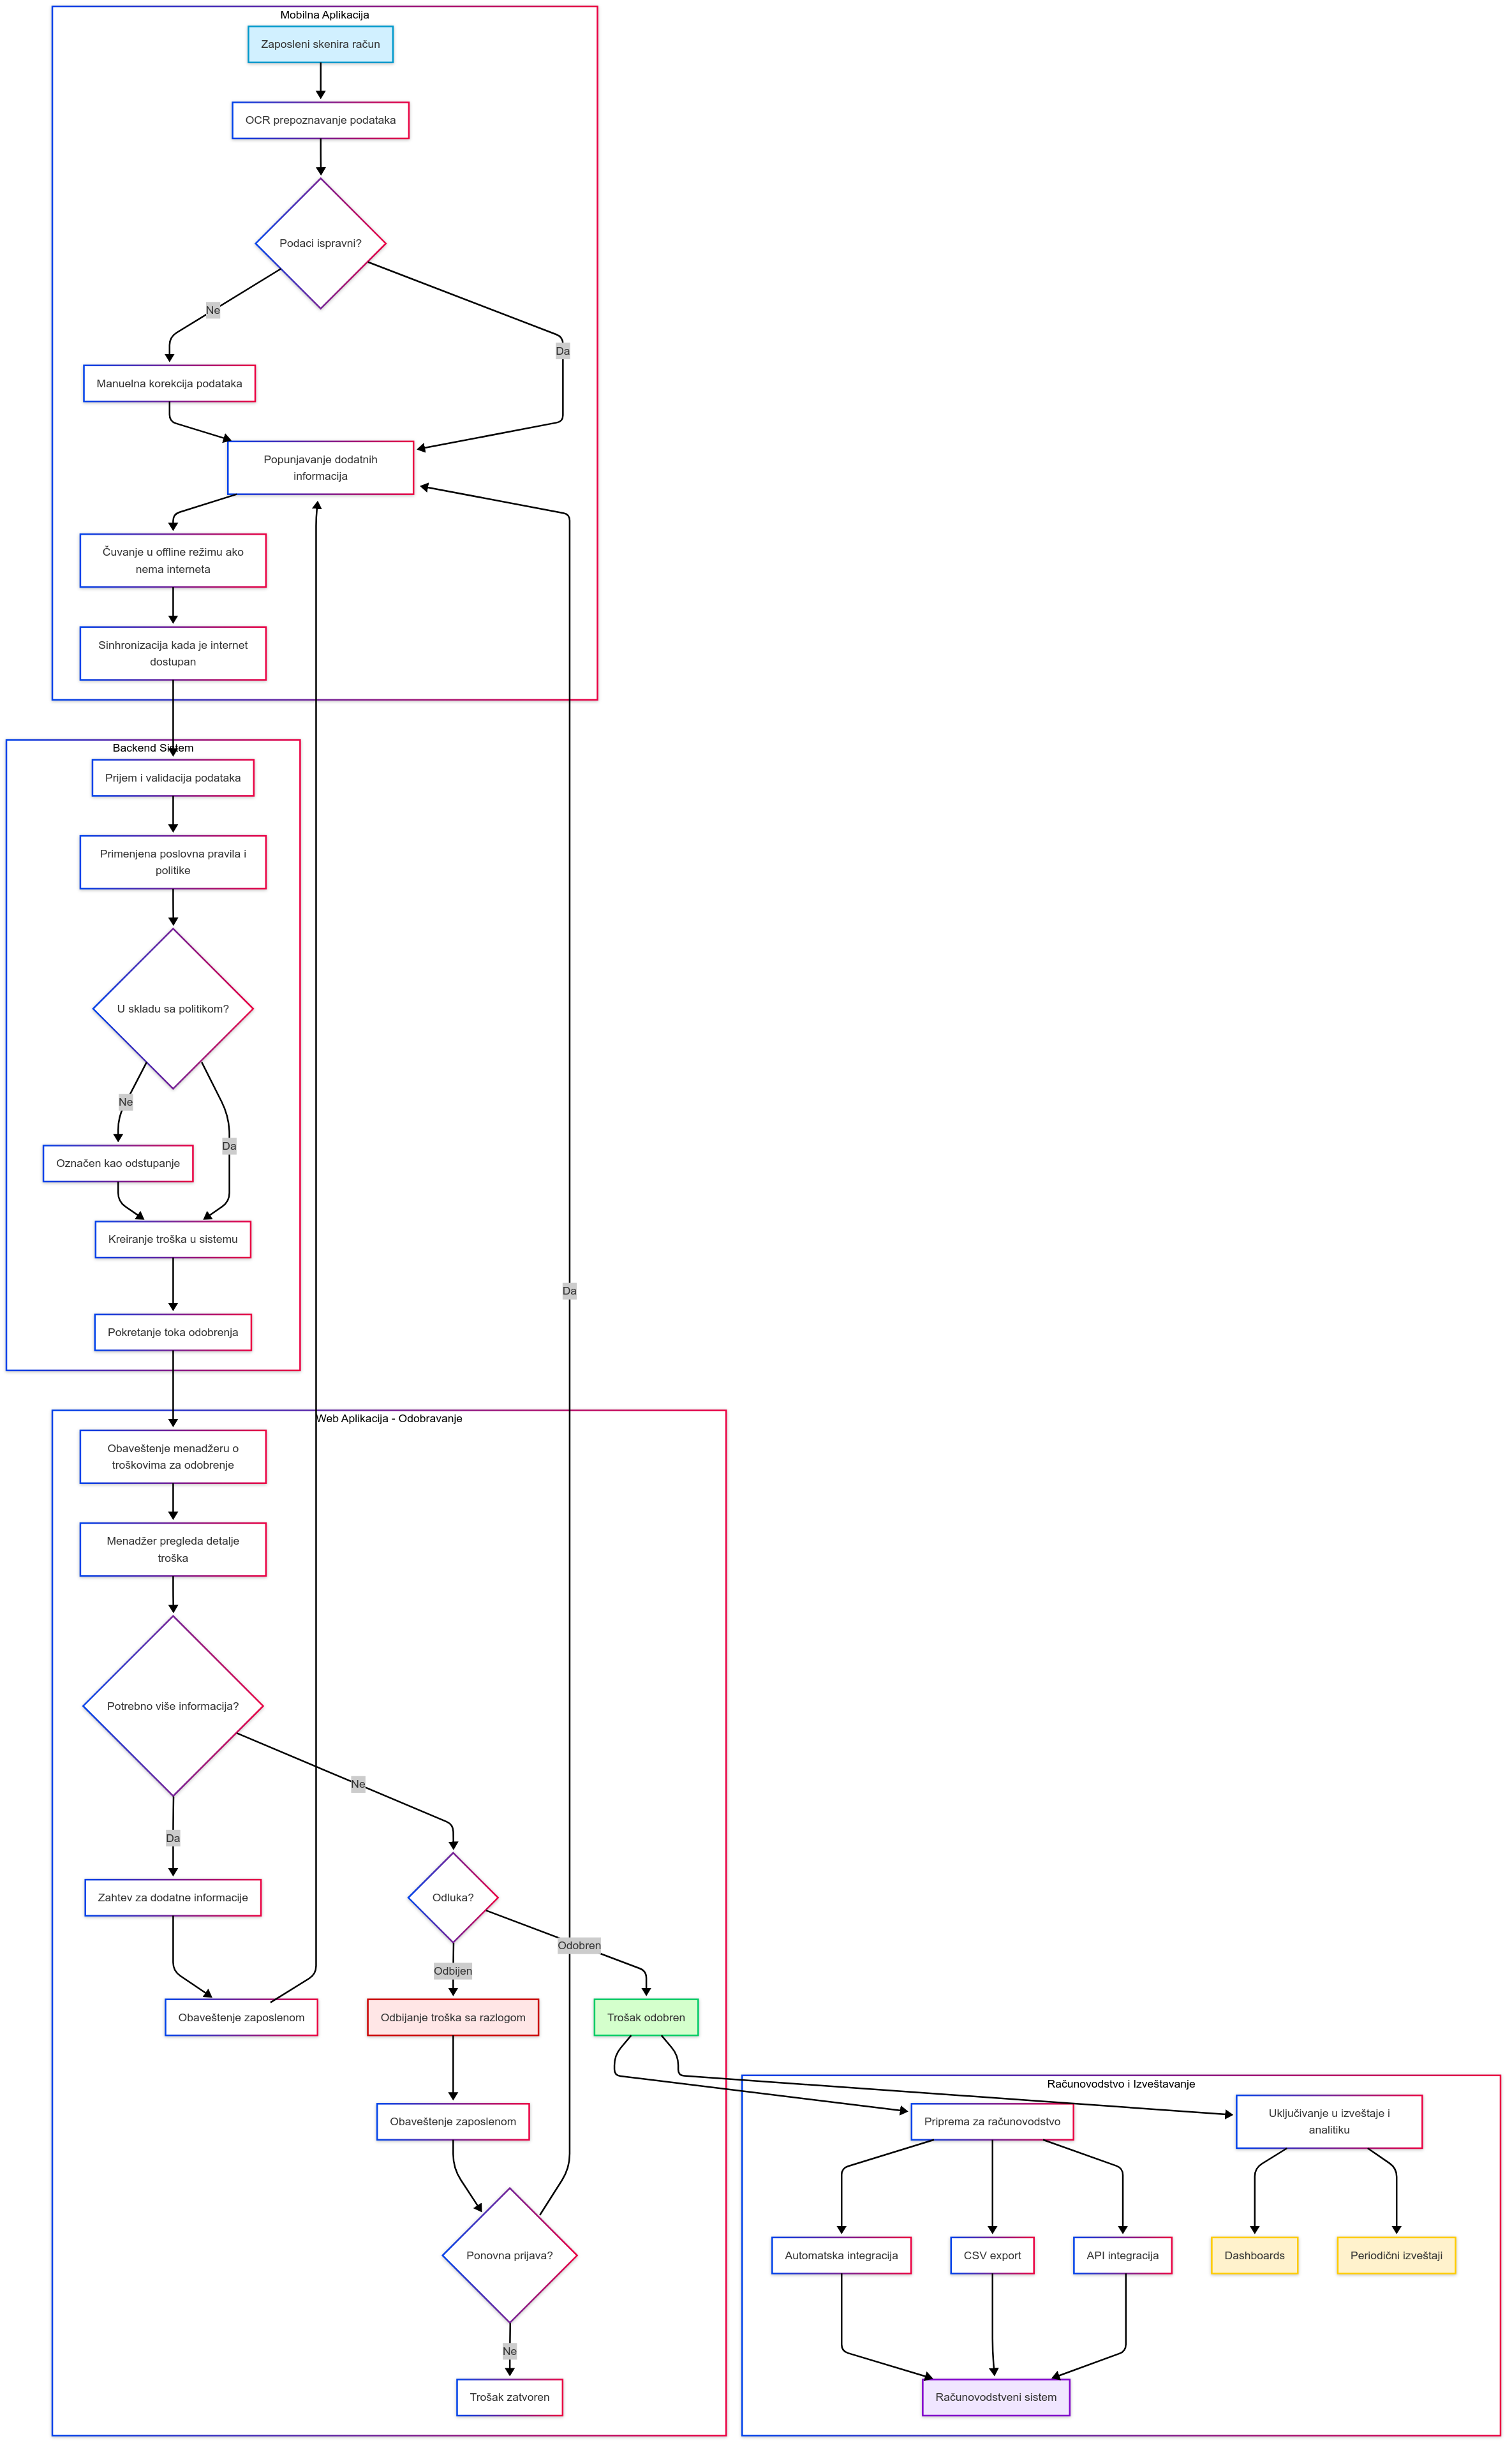 Mobilna Aplikacija
Zaposleni skenira račun
OCR prepoznavanje podataka
Podaci ispravni?
Ne
Da
Manuelna korekcija podataka
Popunjavanje dodatnih
informacija
Čuvanje u offline režimu ako
nema interneta
Sinhronizacija kada je internet
dostupan
Backend Sistem
Prijem i validacija podataka
Primenjena poslovna pravila i
politike
U skladu sa politikom?
Ne
Da
Označen kao odstupanje
Kreiranje troška u sistemu
Da
Pokretanje toka odobrenja
Web Aplikacija - Odobravanje
Obaveštenje menadžeru o
troškovima za odobrenje
Menadžer pregleda detalje
troška
Potrebno više informacija?
Ne
Da
Zahtev za dodatne informacije
Odluka?
Odobren
Odbijen
Obaveštenje zaposlenom
Odbijanje troška sa razlogom
Trošak odobren
Računovodstvo i Izveštavanje
Obaveštenje zaposlenom
Priprema za računovodstvo
Uključivanje u izveštaje i
analitiku
Ponovna prijava?
Automatska integracija
CSV export
API integracija
Dashboards
Periodični izveštaji
Ne
Trošak zatvoren
Računovodstveni sistem